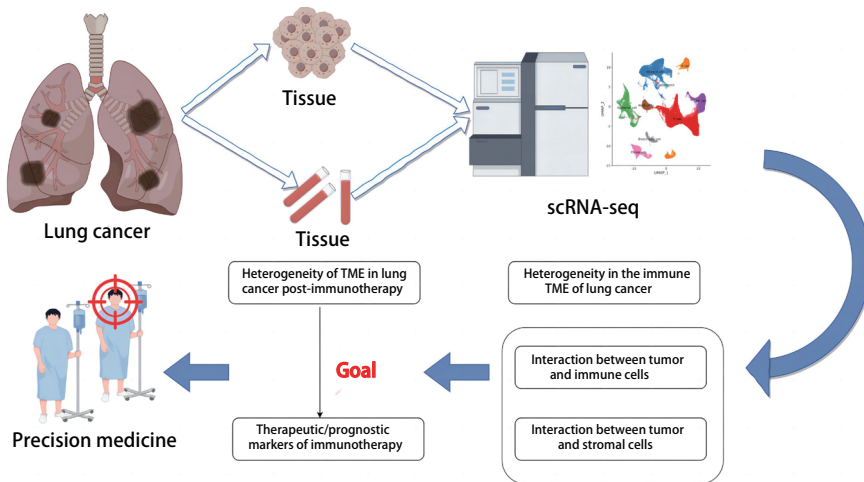 Tissue
Lung cancer
Tissue
scRNA-seq
UMAP_2
UMAP_1
Heterogeneity of TME in lung
cancer post-immunotherapy
Heterogeneity in the immune
TME of lung cancer
Goal
Interaction between tumor
and immune cells
Precision medicine
Therapeutic/prognostic
markers of immunotherapy
Interaction between tumor
and stromal cells